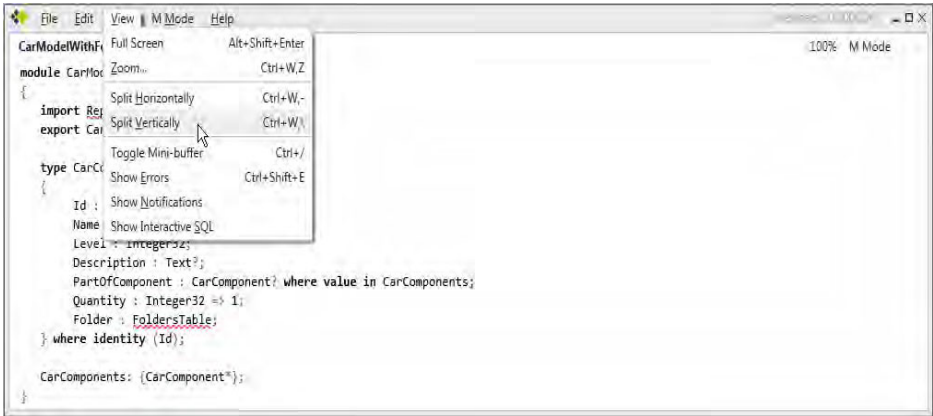 File Edit View M Mode Help
CarModelWithF
100% M Mode
Full Screen Alt+Shift+Enter
module CarMod
Zoom... Ctrl+W,Z
{
Split Horizontally Ctrl+W,-
import Rep
Split Vertically Ctrl+W,\
export Car
Toggle Mini-buffer Ctrl+/
type CarCo
Show Errors Ctrl+Shift+E
{
Show Notifications
Id :
Show Interactive SQL
Name
Level : Integer32;
Description : Text?;
PartOfComponent : CarComponent? where value in CarComponents;
Quantity : Integer32 => 1;
Folder : FoldersTable;
} where identity (Id);
CarComponents: {CarComponent*};
}